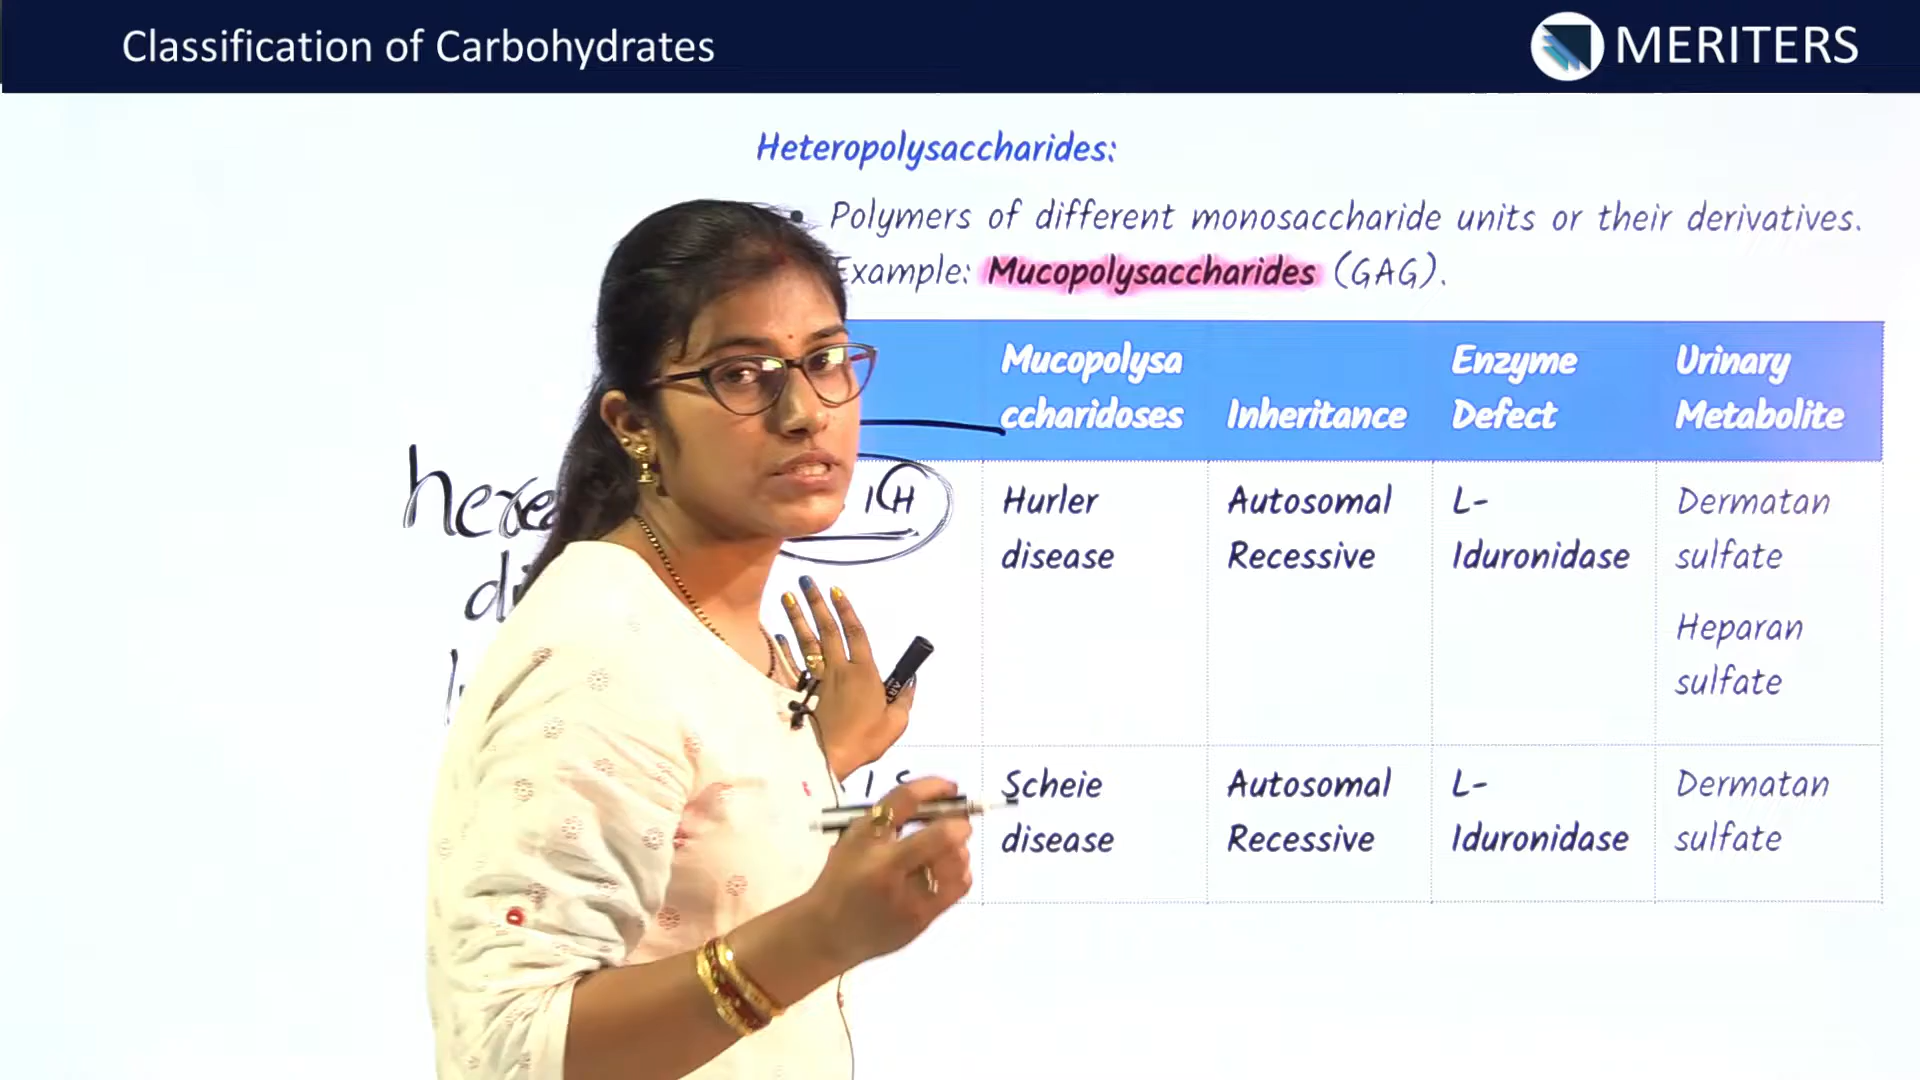 Classification of Carbohydrates
MERITERS
Heteropolysaccharides:
• Polymers of different monosaccharide units or their derivatives.
Example: Mucopolysaccharides (GAG).
Mucopolysa
ccharidoses
Inheritance
Enzyme
Defect
Urinary
Metabolite
I H
Hurler
disease
Autosomal
Recessive
L-
Iduronidase
Dermatan
sulfate
Heparan
sulfate
I S
Scheie
disease
Autosomal
Recessive
L-
Iduronidase
Dermatan
sulfate